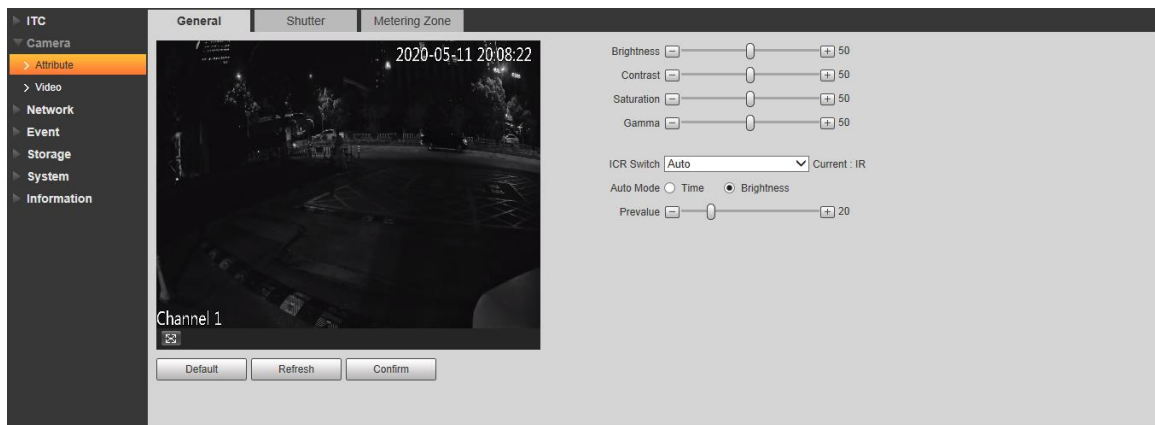 ITC
Camera
Attribute
Video
Network
Event
Storage
System
Information
General Shutter Metering Zone
2020-05-11 20:08:22
Channel 1
Default Refresh Confirm
Brightness 50
Contrast 50
Saturation 50
Gamma 50
ICR Switch Auto Current : IR
Auto Mode Time Brightness
Prevalue 20